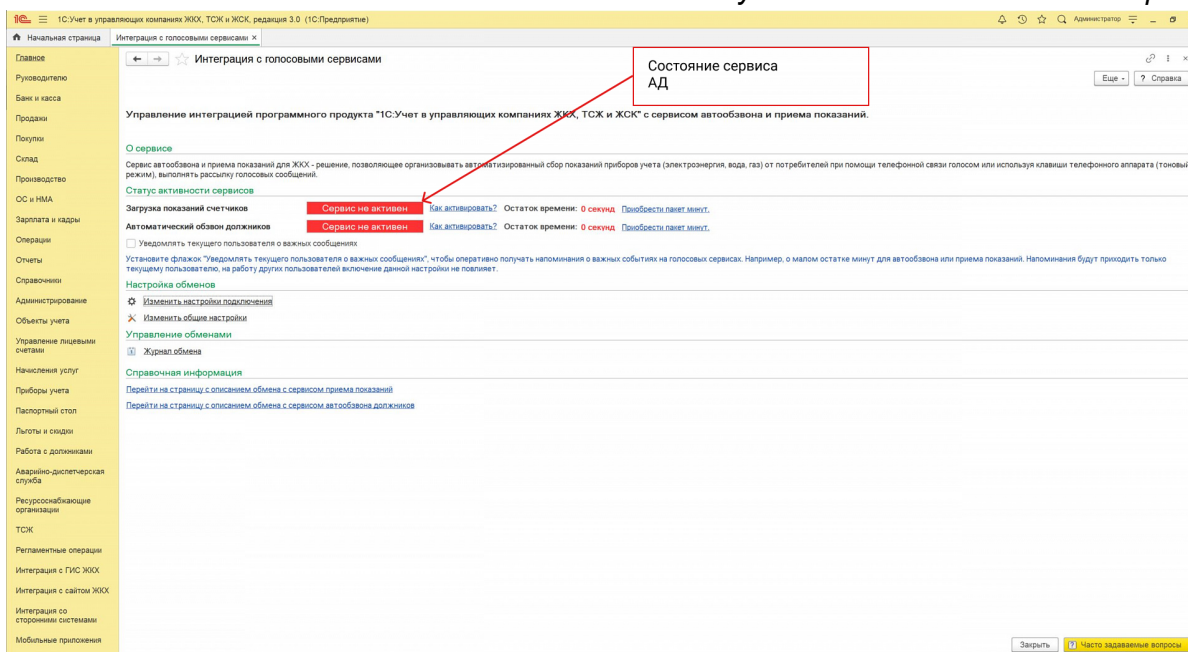 1С:Учет в управляющих компаниях ЖКХ, ТСЖ и ЖСК, редакция 3.0 (1С:Предприятие)
Администратор
Начальная страница
Интеграция с голосовыми сервисами ×
Главное
Руководителю
Банк и касса
Продажи
Покупки
Склад
Производство
ОС и НМА
Зарплата и кадры
Операции
Отчеты
Справочники
Администрирование
Объекты учета
Управление лицевыми
счетами
Начисления услуг
Приборы учета
Паспортный стол
Льготы и скидки
Работа с должниками
Аварийно-диспетчерская
служба
Ресурсоснабжающие
организации
ТСЖ
Регламентные операции
Интеграция с ГИС ЖКХ
Интеграция с сайтом ЖКХ
Интеграция со
сторонними системами
Мобильные приложения
Интеграция с голосовыми сервисами
Состояние сервиса
АД
Еще
? Справка
Управление интеграцией программного продукта "1С:Учет в управляющих компаниях ЖКХ, ТСЖ и ЖСК" с сервисом автообзвона и приема показаний.
О сервисе
Сервис автообзвона и приема показаний для ЖКХ - решение, позволяющее организовывать автоматизированный сбор показаний приборов учета (электроэнергия, вода, газ) от потребителей при помощи телефонной связи голосом или используя клавиши телефонного аппарата (тоновый
режим), выполнять рассылку голосовых сообщений.
Статус активности сервисов
Загрузка показаний счетчиков Сервис не активен Как активировать? Остаток времени: 0 секунд Приобрести пакет минут.
Автоматический обзвон должников Сервис не активен Как активировать? Остаток времени: 0 секунд Приобрести пакет минут.
Уведомлять текущего пользователя о важных сообщениях
Установите флажок "Уведомлять текущего пользователя о важных сообщениях", чтобы оперативно получать напоминания о важных событиях на голосовых сервисах. Например, о малом остатке минут для автообзвона или приема показаний. Напоминания будут приходить только
текущему пользователю, на работу других пользователей включение данной настройки не повлияет.
Настройка обменов
Изменить настройки подключения
Изменить общие настройки
Управление обменами
Журнал обмена
Справочная информация
Перейти на страницу с описанием обмена с сервисом приема показаний
Перейти на страницу с описанием обмена с сервисом автообзвона должников
Закрыть
? Часто задаваемые вопросы